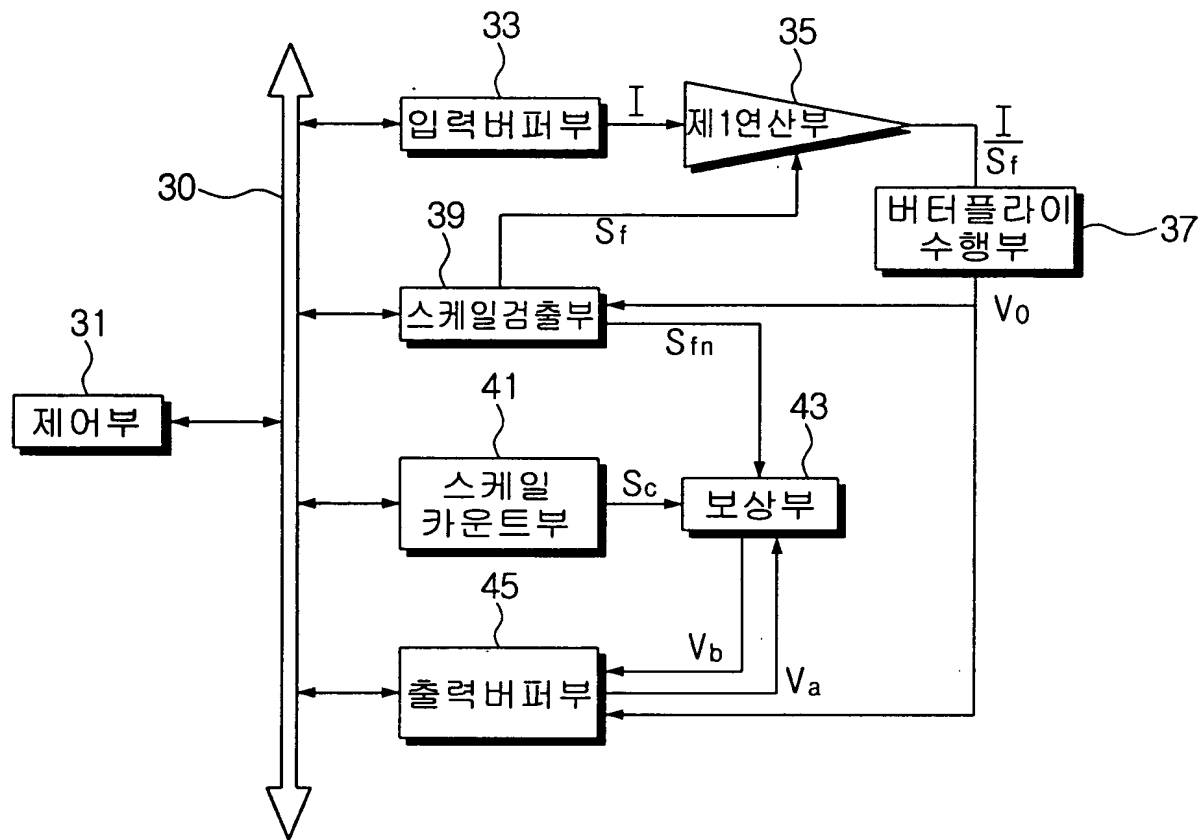 33
35
입력버퍼부
I
제1연산부
I
Sf
30
39
Sf
버터플라이
수행부
37
스케일검출부
V0
Sfn
31
제어부
41
43
스케일
카운트부
Sc
보상부
45
Vb
출력버퍼부
Va